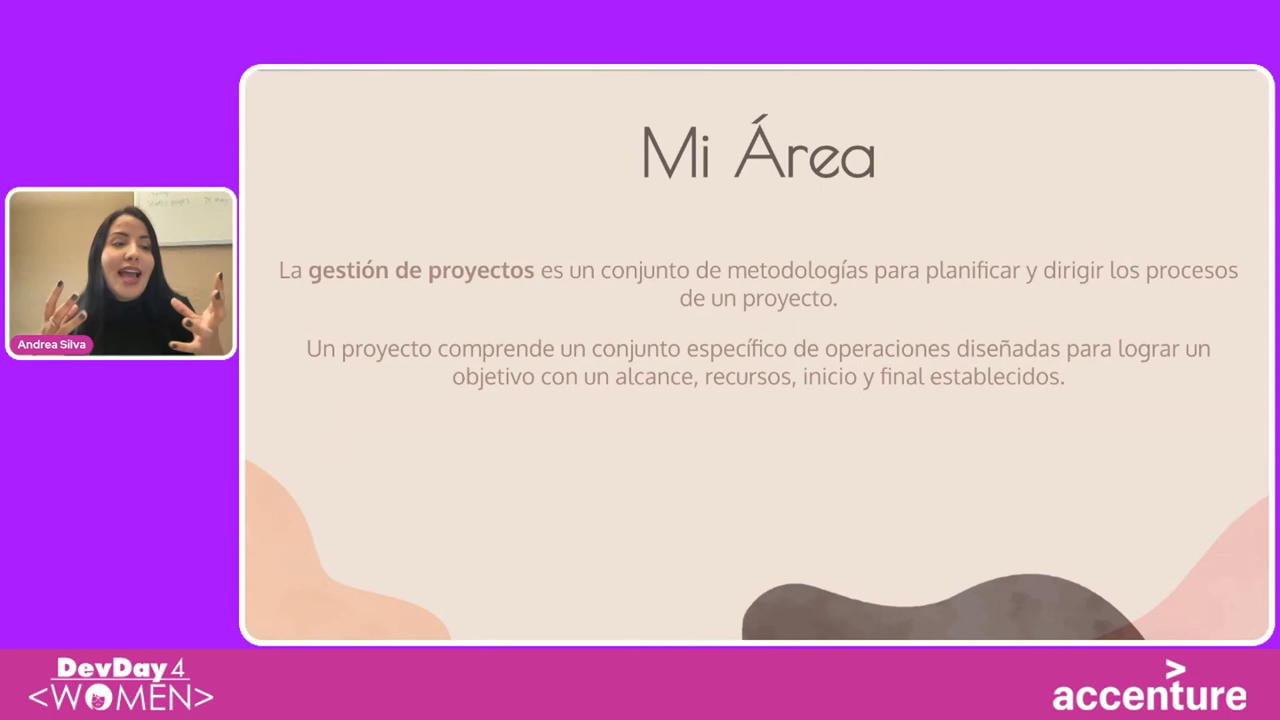 Mi Área
La gestión de proyectos es un conjunto de metodologías para planificar y dirigir los procesos
de un proyecto.
Un proyecto comprende un conjunto específico de operaciones diseñadas para lograr un
objetivo con un alcance, recursos, inicio y final establecidos.
Andrea Silva
DevDay 4
<WOMEN>
accenture